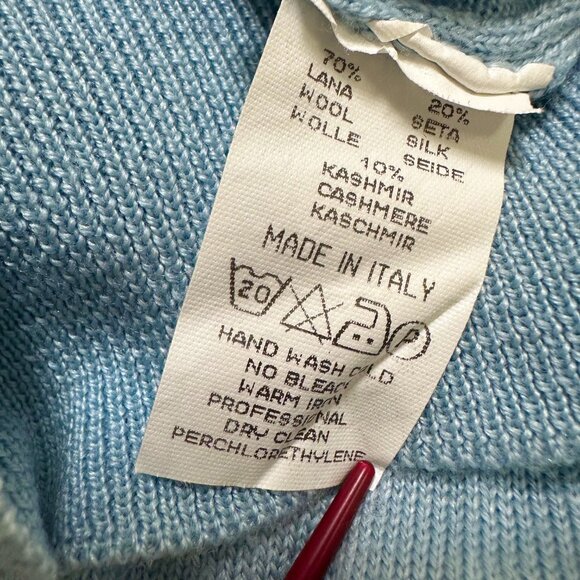 70% 20%
LANA SETA
WOOL SILK
WOLLE SEIDE
10%
KASHMIR
CASHMERE
KASCHMIR
MADE IN ITALY
20 P
HAND WASH COLD
NO BLEACH
WARM IRON
PROFESSIONAL
DRY CLEAN
PERCHLORETHYLENE